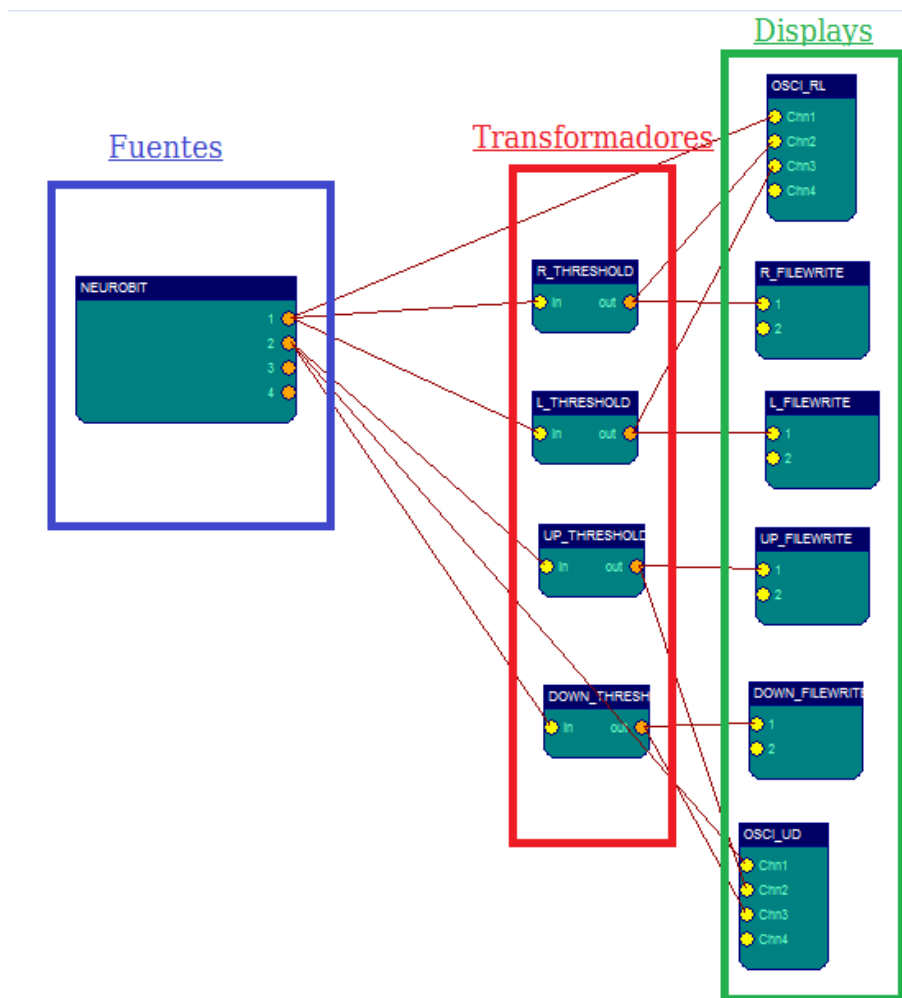 Displays
Transformadores
Fuentes
OSCI_RL
Chn1
Chn2
Chn3
Chn4
NEUROBIT
1
2
3
4
R_THRESHOLD
In out
R_FILEWRITE
1
2
L_THRESHOLD
In out
L_FILEWRITE
1
2
UP_THRESHOLD
In out
UP_FILEWRITE
1
2
DOWN_THRESH
In out
DOWN_FILEWRITE
1
2
OSCI_UD
Chn1
Chn2
Chn3
Chn4